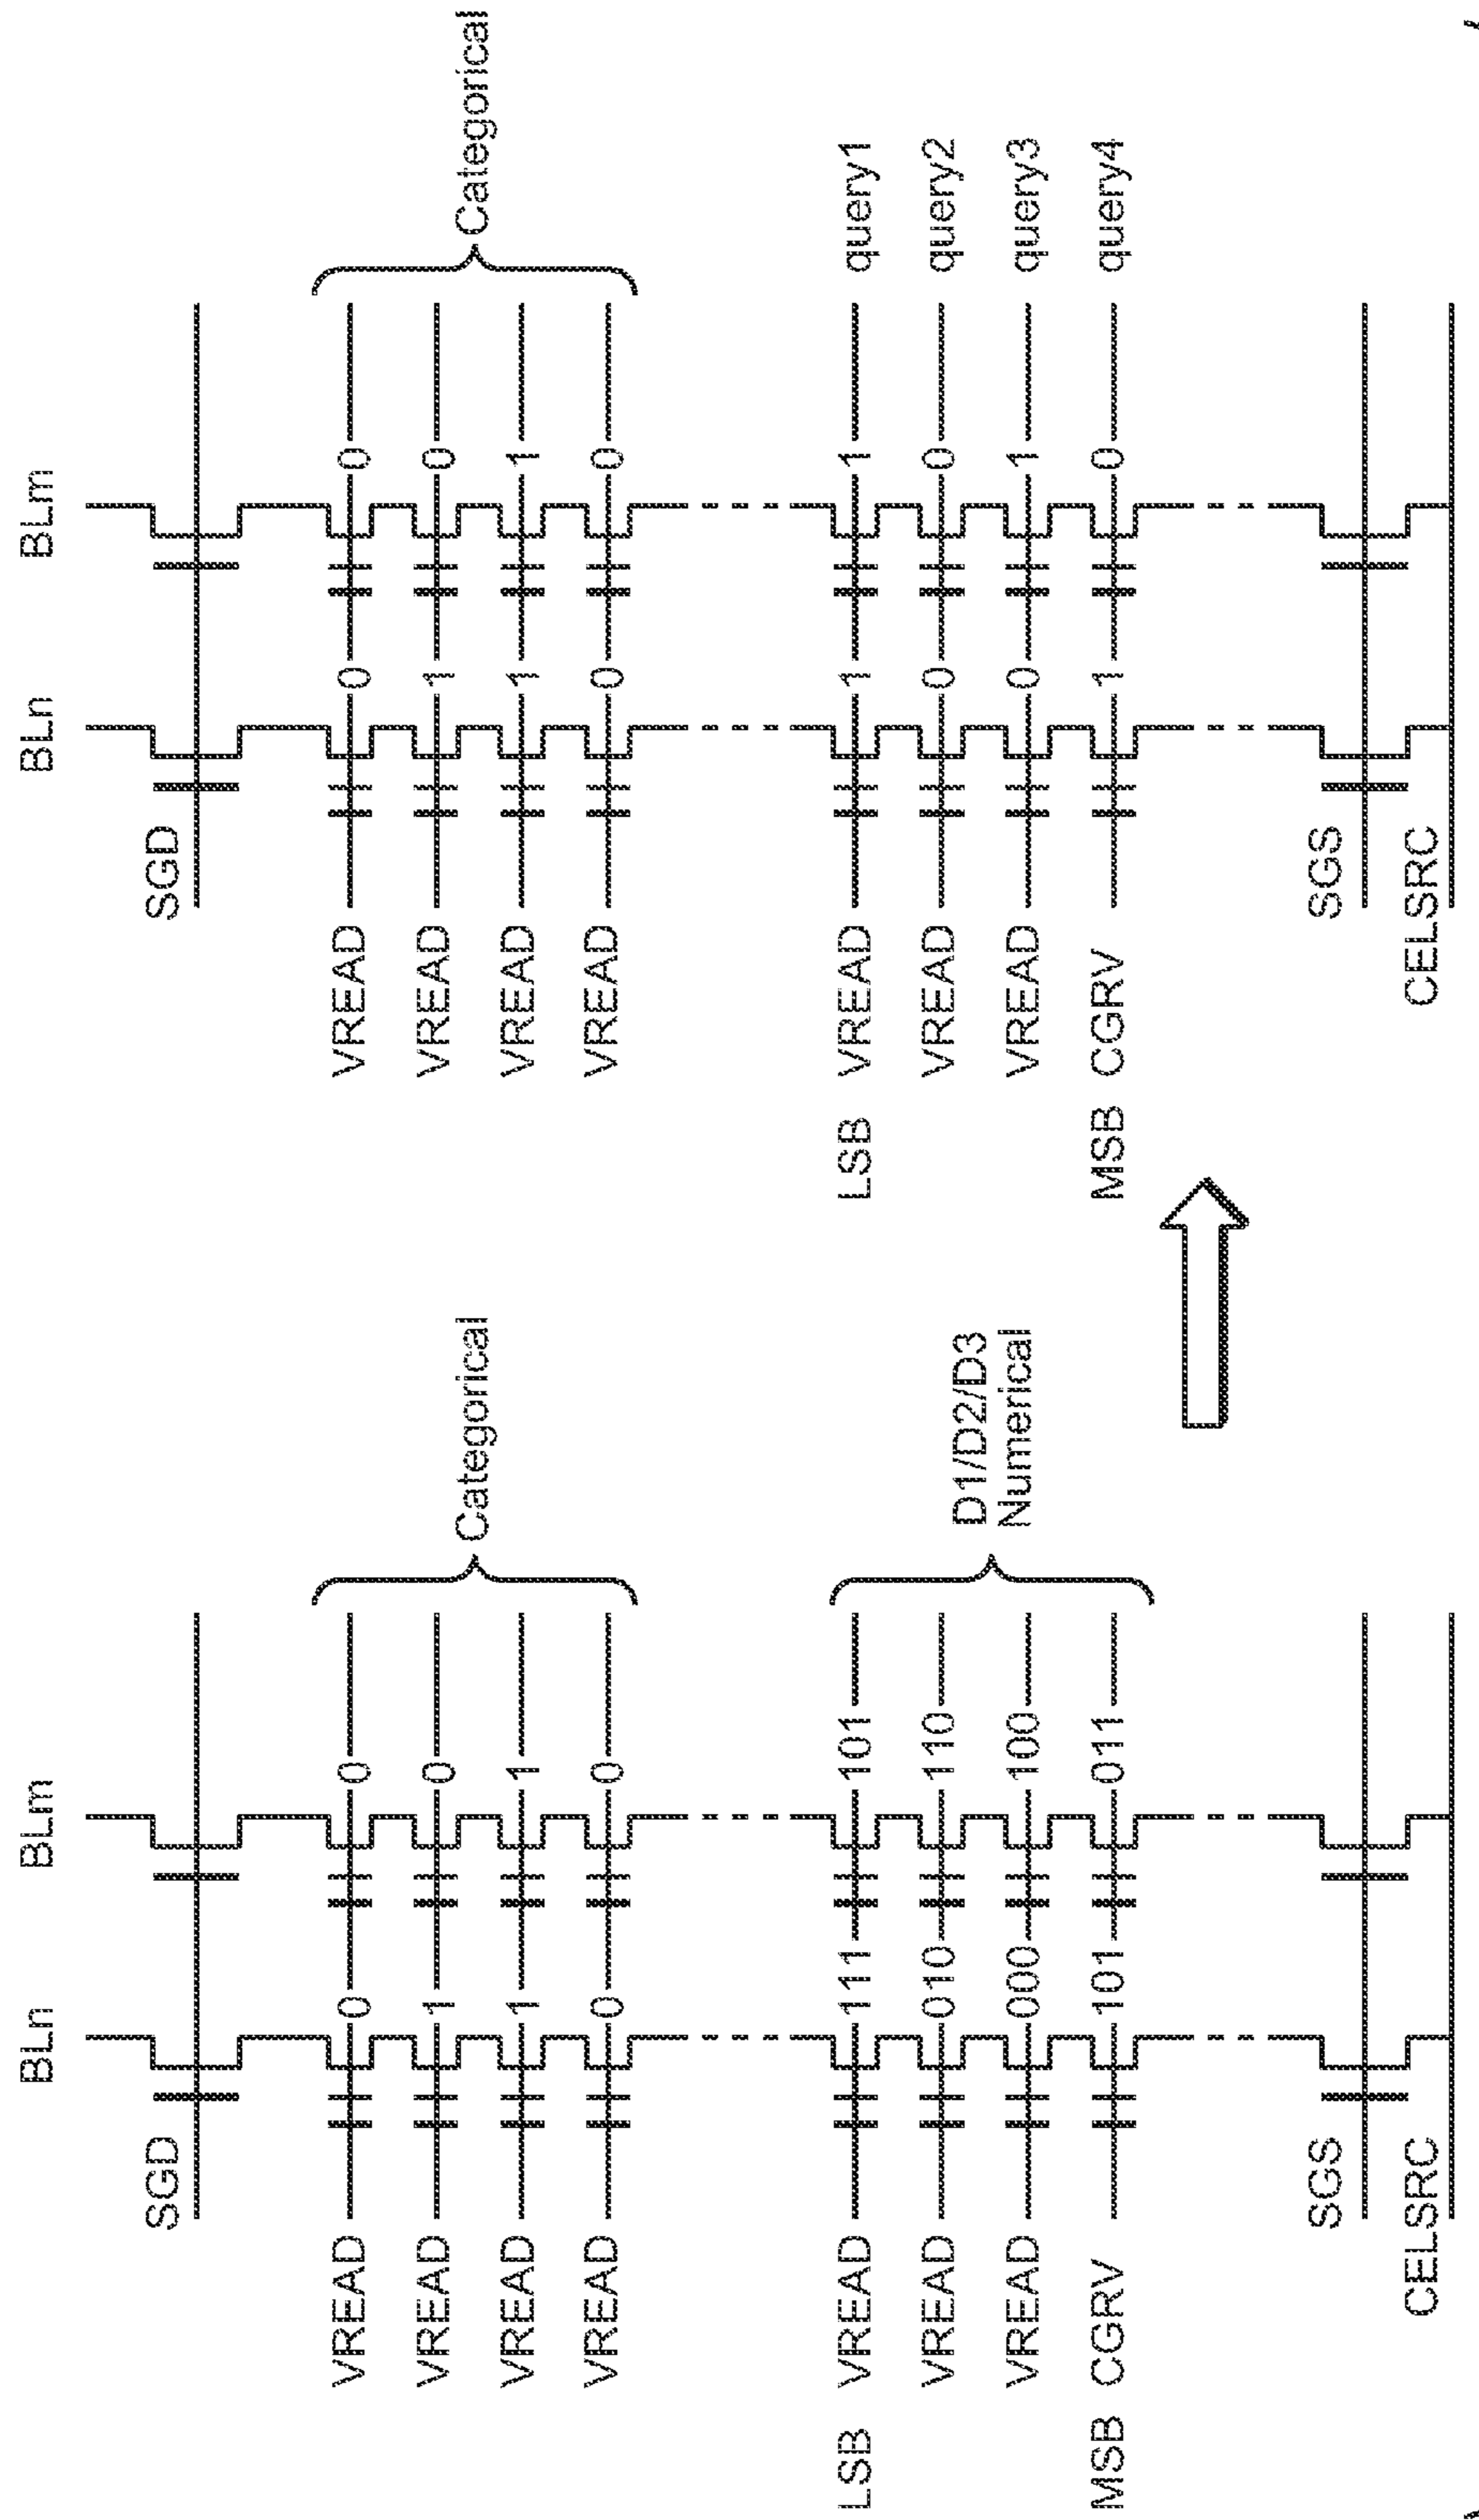 BLn BLm
SGD
VREAD 0 0
VREAD 1 0
VREAD 1 1
VREAD 0 0
Categorical
LSB VREAD 111 101
VREAD 010 110
VREAD 000 100
MSB CGRV 101 011
D1/D2/D3
Numerical
SGS
CELSRC
BLn BLm
SGD
VREAD 0 0
VREAD 1 0
VREAD 1 1
VREAD 0 0
Categorical
LSB VREAD 1 1 query1
VREAD 0 0 query2
VREAD 0 1 query3
MSB CGRV 1 0 query4
SGS
CELSRC